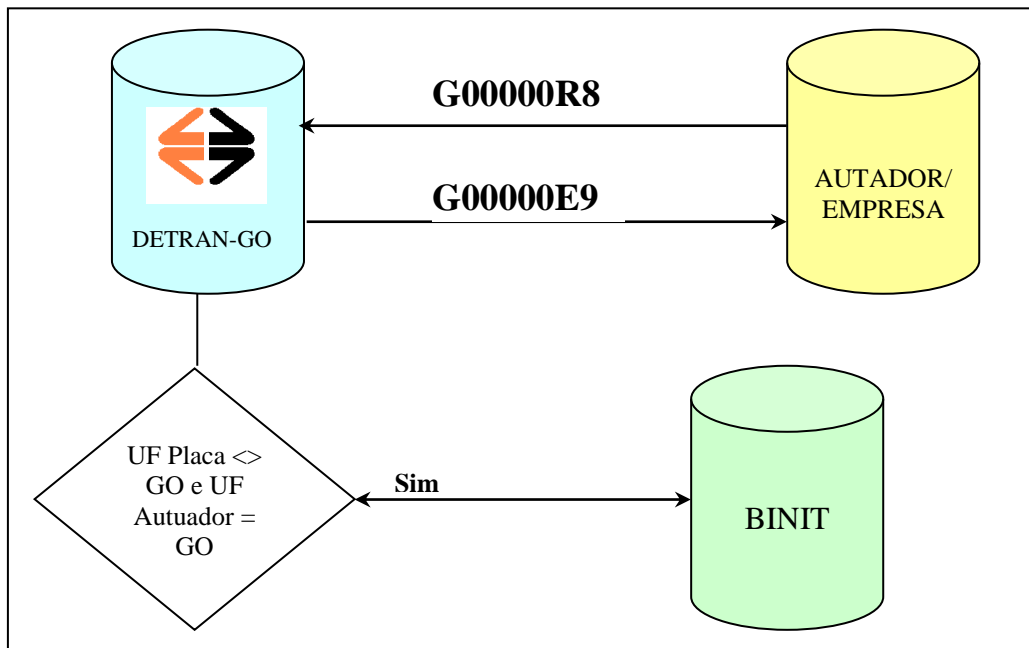 G00000R8
G00000E9
DETRAN-GO
AUTADOR/
EMPRESA
UF Placa <>
GO e UF
Autuador =
GO
Sim
BINIT